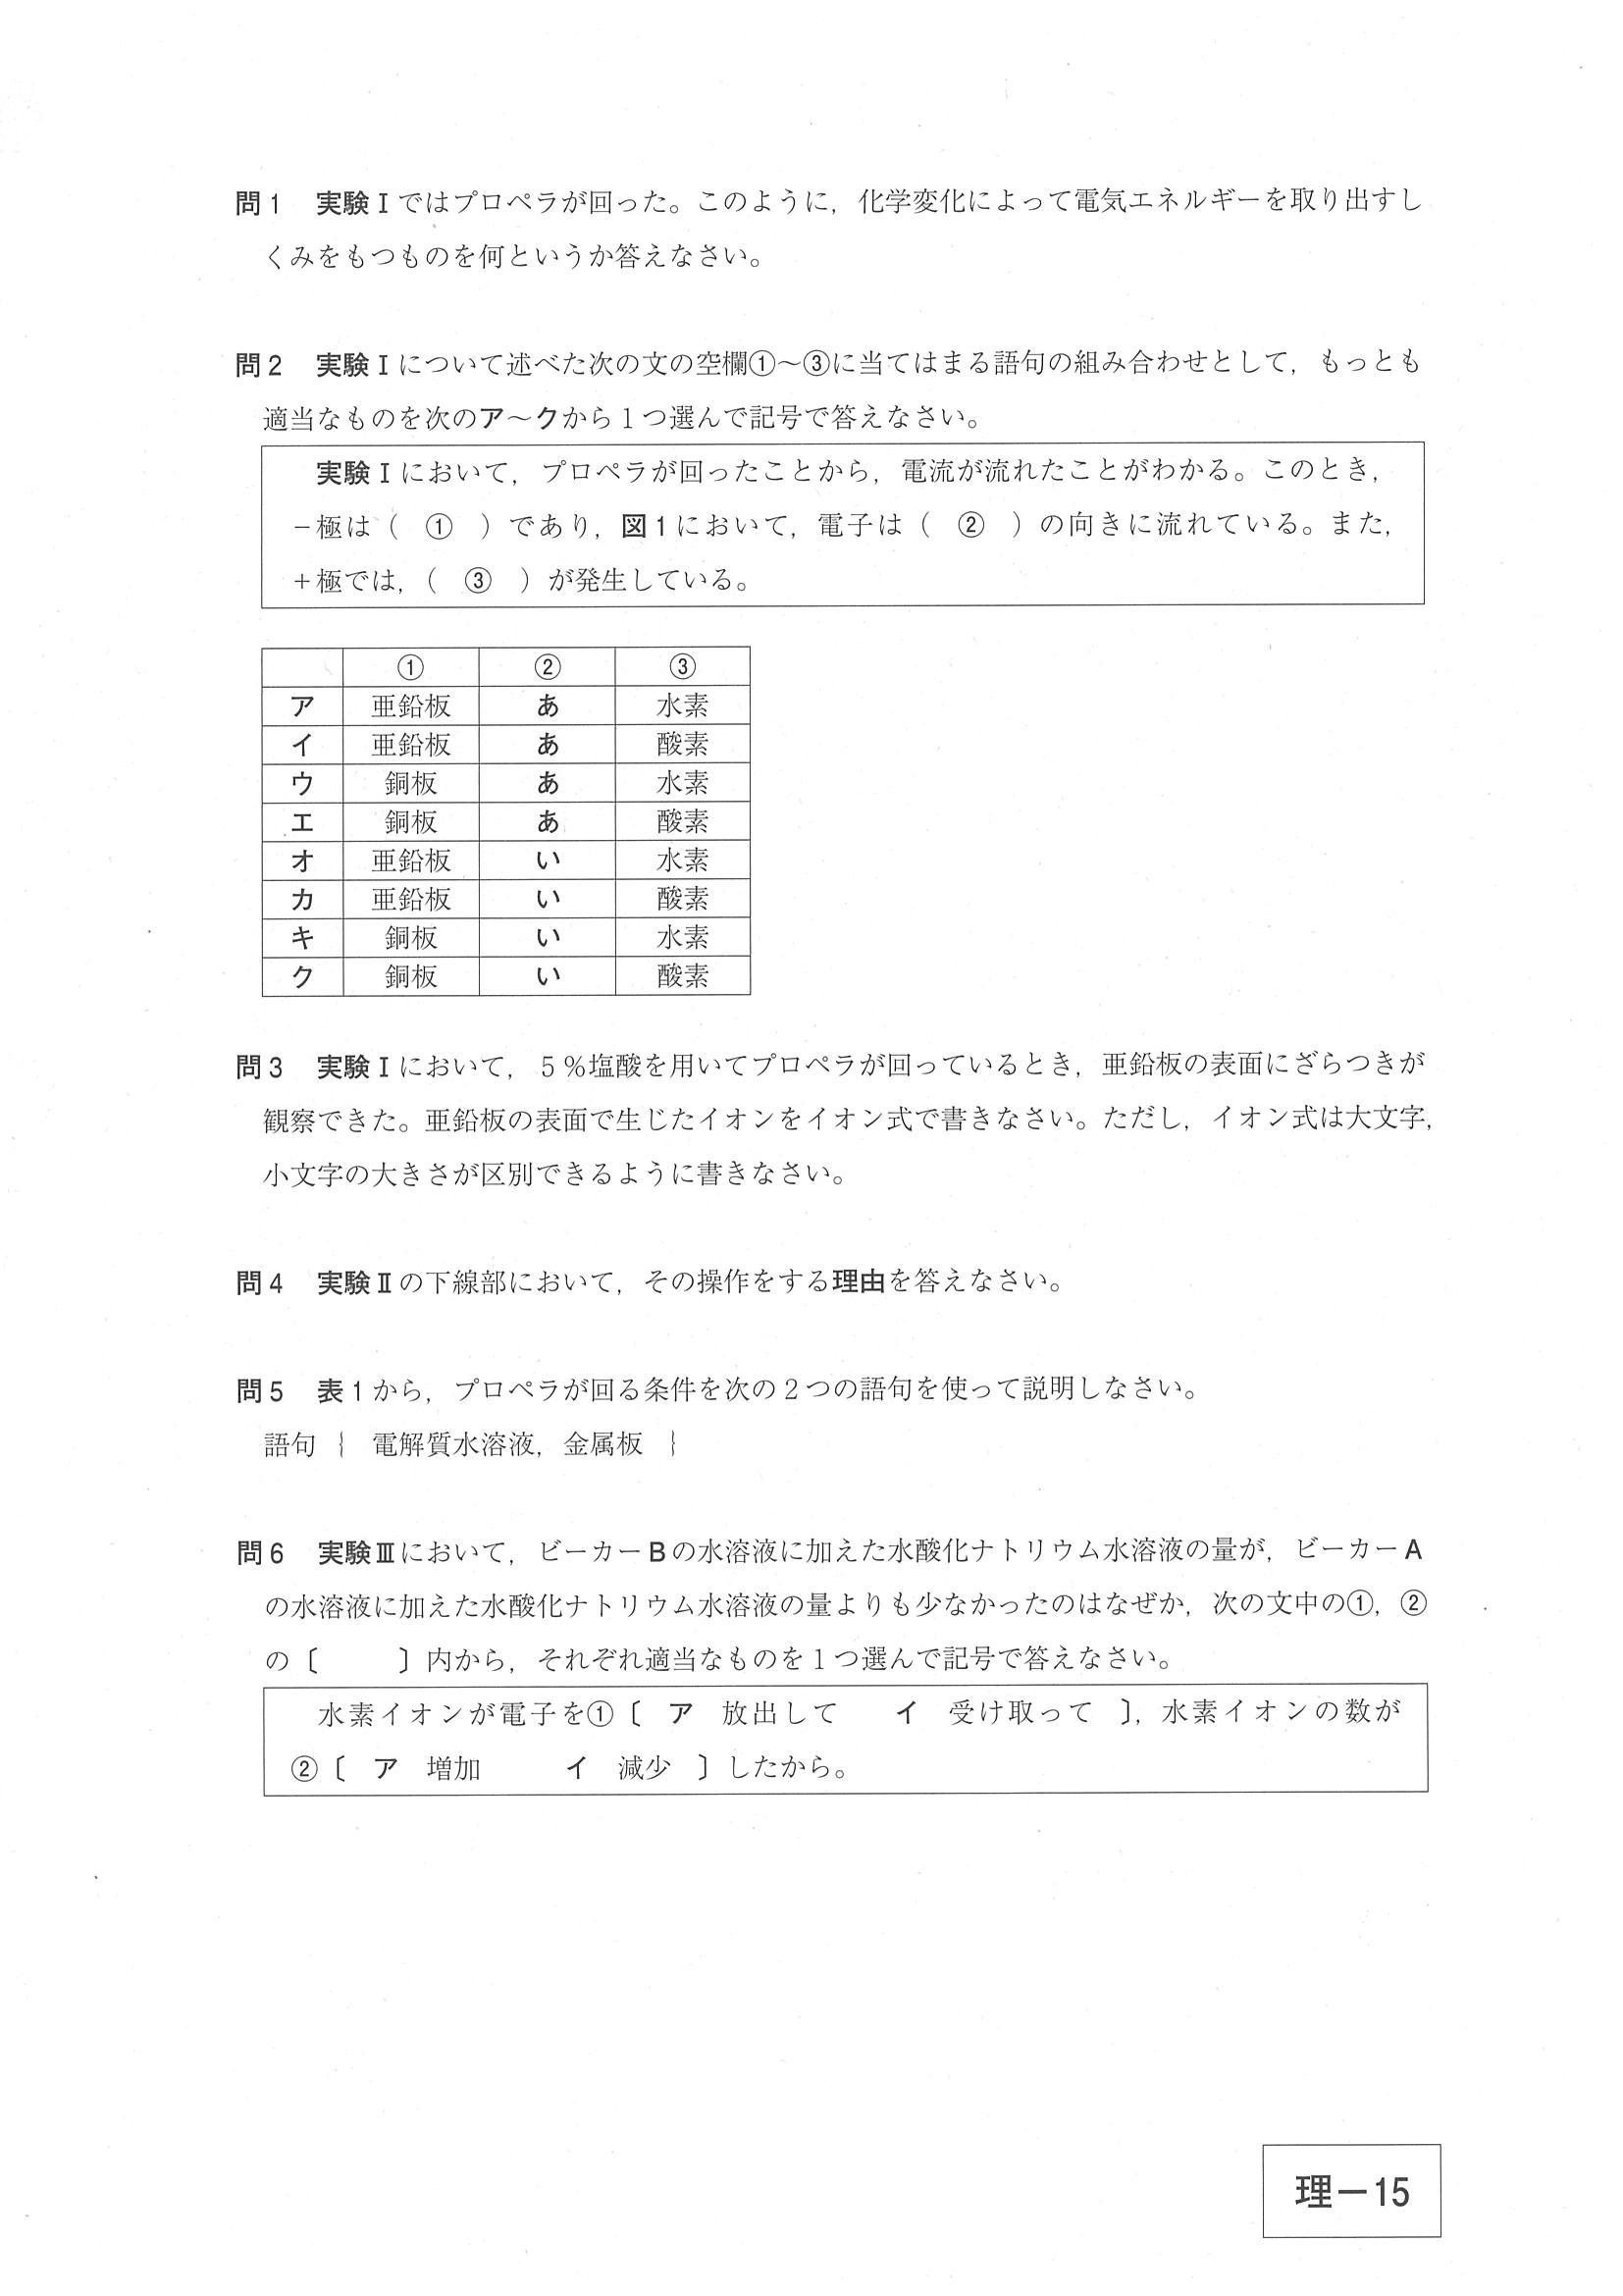 問1　実験Ⅰではプロペラが回った。このように，化学変化によって電気エネルギーを取り出すし
くみをもつものを何というか答えなさい。
問2　実験Ⅰについて述べた次の文の空欄①～③に当てはまる語句の組み合わせとして，もっとも
適当なものを次のア～クから1つ選んで記号で答えなさい。
実験Ⅰにおいて，プロペラが回ったことから，電流が流れたことがわかる。このとき，
－極は（　①　）であり，図1において，電子は（　②　）の向きに流れている。また，
＋極では，（　③　）が発生している。
①　②　③
ア　亜鉛板　あ　水素
イ　亜鉛板　あ　酸素
ウ　銅板　あ　水素
エ　銅板　あ　酸素
オ　亜鉛板　い　水素
カ　亜鉛板　い　酸素
キ　銅板　い　水素
ク　銅板　い　酸素
問3　実験Ⅰにおいて，5％塩酸を用いてプロペラが回っているとき，亜鉛板の表面にざらつきが
観察できた。亜鉛板の表面で生じたイオンをイオン式で書きなさい。ただし，イオン式は大文字，
小文字の大きさが区別できるように書きなさい。
問4　実験Ⅱの下線部において，その操作をする理由を答えなさい。
問5　表1から，プロペラが回る条件を次の2つの語句を使って説明しなさい。
語句｛　電解質水溶液，金属板　｝
問6　実験Ⅲにおいて，ビーカーBの水溶液に加えた水酸化ナトリウム水溶液の量が，ビーカーA
の水溶液に加えた水酸化ナトリウム水溶液の量よりも少なかったのはなぜか，次の文中の①，②
の〔　　　〕内から，それぞれ適当なものを1つ選んで記号で答えなさい。
水素イオンが電子を①〔　ア　放出して　　イ　受け取って　〕，水素イオンの数が
②〔　ア　増加　　　イ　減少　〕したから。
理－15